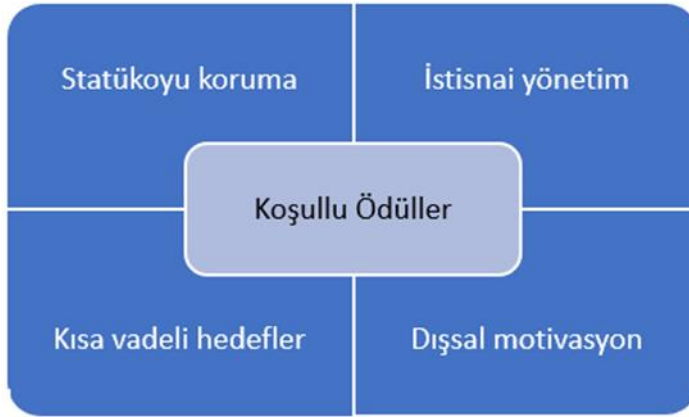 Statükoyu koruma
İstisnai yönetim
Koşullu Ödüller
Kısa vadeli hedefler
Dışsal motivasyon